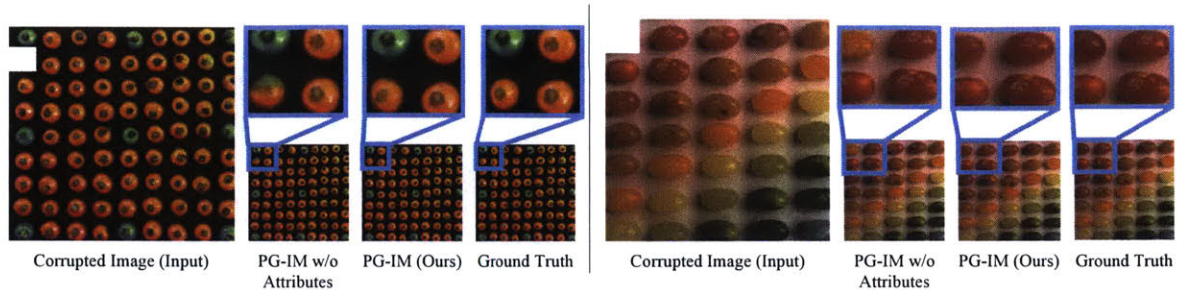 Corrupted Image (Input)
PG-IM w/o
Attributes
PG-IM (Ours)
Ground Truth
Corrupted Image (Input)
PG-IM w/o
Attributes
PG-IM (Ours)
Ground Truth